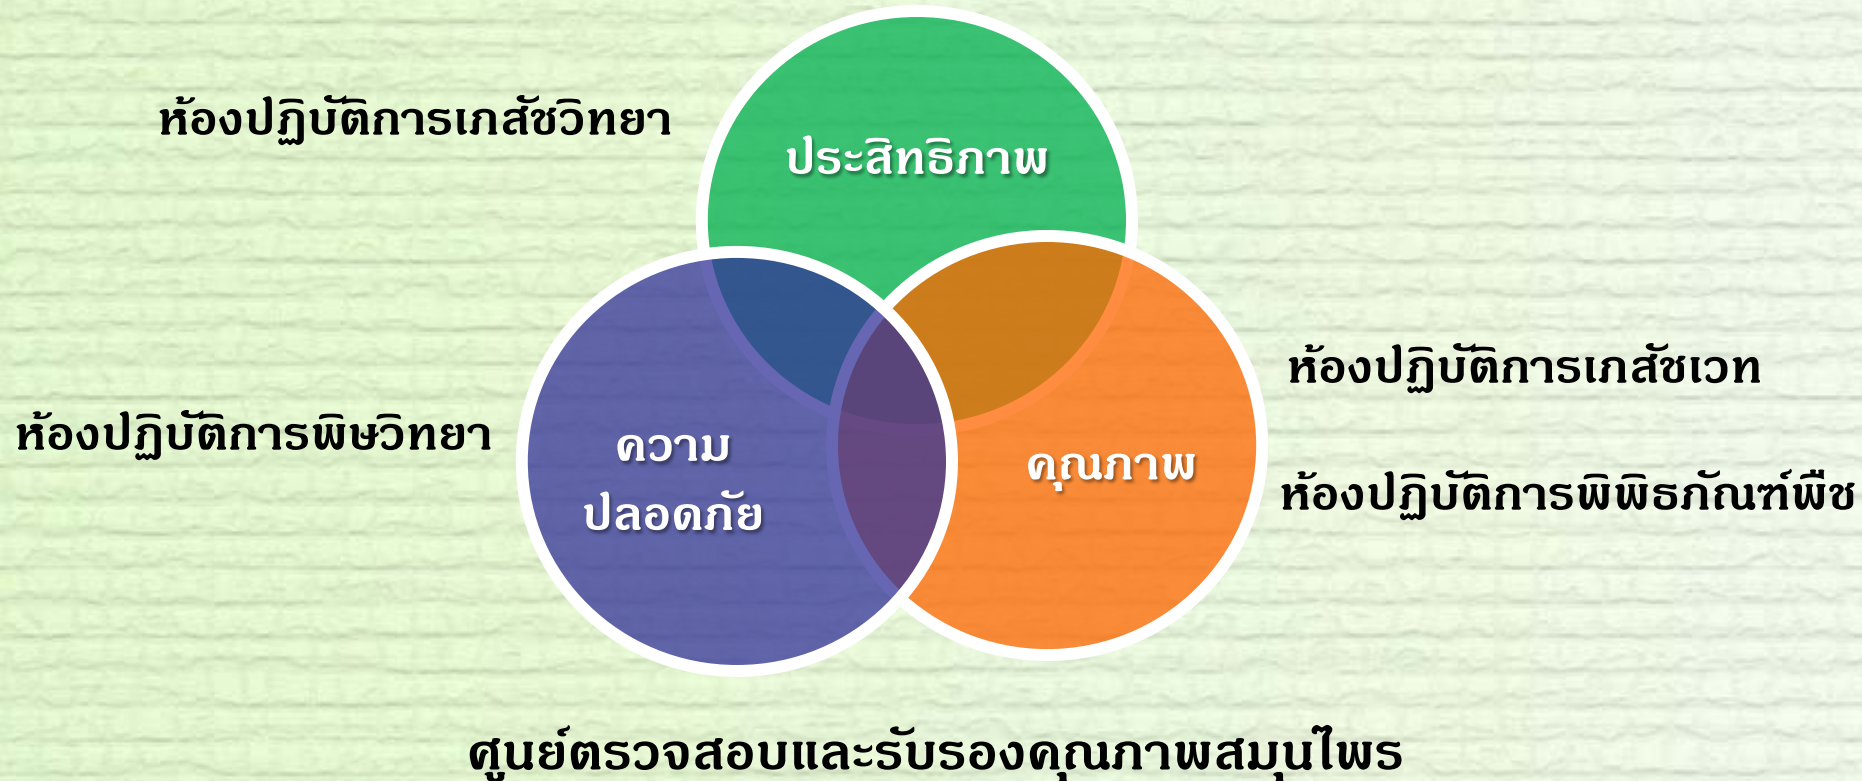 ห้องปฏิบัติการเภสัชวิทยา
ประสิทธิภาพ
ห้องปฏิบัติการเภสัชเวท
ห้องปฏิบัติการพิษวิทยา
ความ
ปลอดภัย
คุณภาพ
ห้องปฏิบัติการพิพิธภัณฑ์พืช
ศูนย์ตรวจสอบและรับรองคุณภาพสมุนไพร